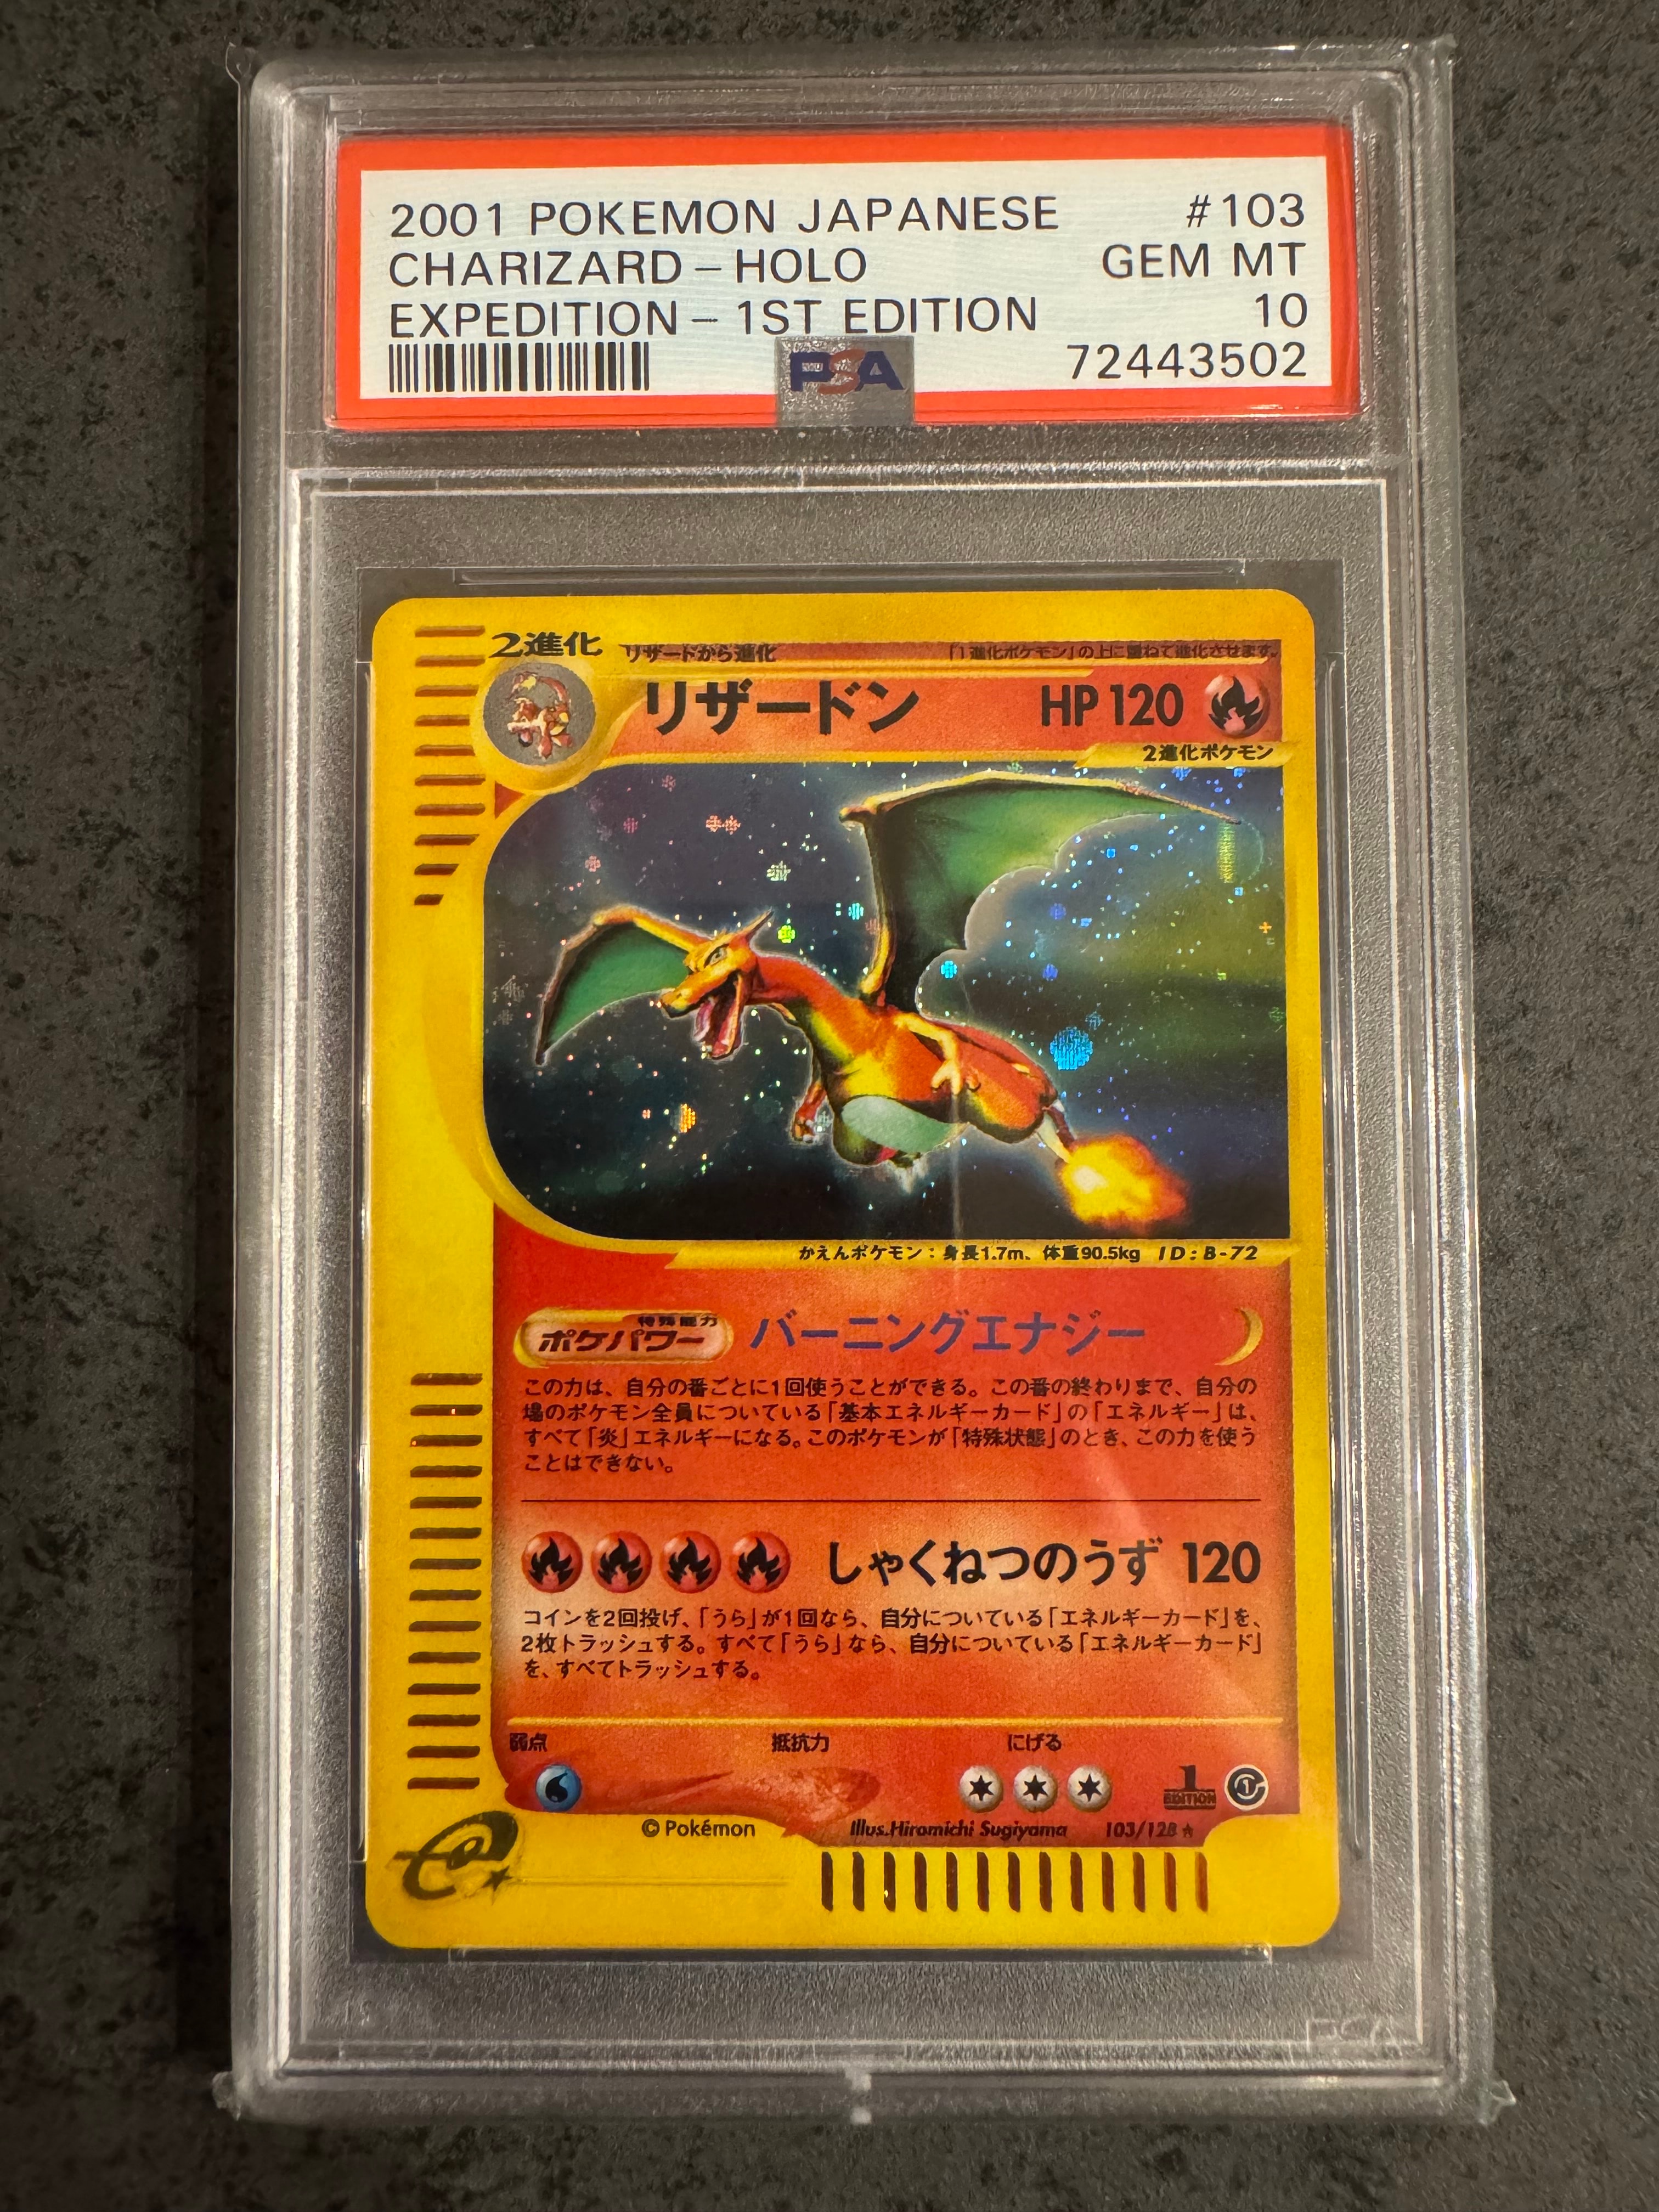 2001 POKEMON JAPANESE #103
CHARIZARD - HOLO GEM MT
EXPEDITION - 1ST EDITION 10
PSA 72443502
2進化 リザードから進化 「1進化ポケモン」の上に重ねて進化させます。
リザードン HP 120
2進化ポケモン
かえんポケモン：身長1.7m、体重90.5kg ID：B-72
特殊能力
ポケパワー バーニングエナジー
この力は、自分の番ごとに1回使うことができる。この番の終わりまで、自分の
場のポケモン全員についている「基本エネルギーカード」の「エネルギー」は、
すべて「炎」エネルギーになる。このポケモンが「特殊状態」のとき、この力を使う
ことはできない。
しゃくねつのうず 120
コインを2回投げ、「うら」が1回なら、自分についている「エネルギーカード」を、
2枚トラッシュする。すべて「うら」なら、自分についている「エネルギーカード」
を、すべてトラッシュする。
弱点 抵抗力 にげる
1 EDITION
© Pokémon Illus.Hiromichi Sugiyama 103/128 ★
e
PSA